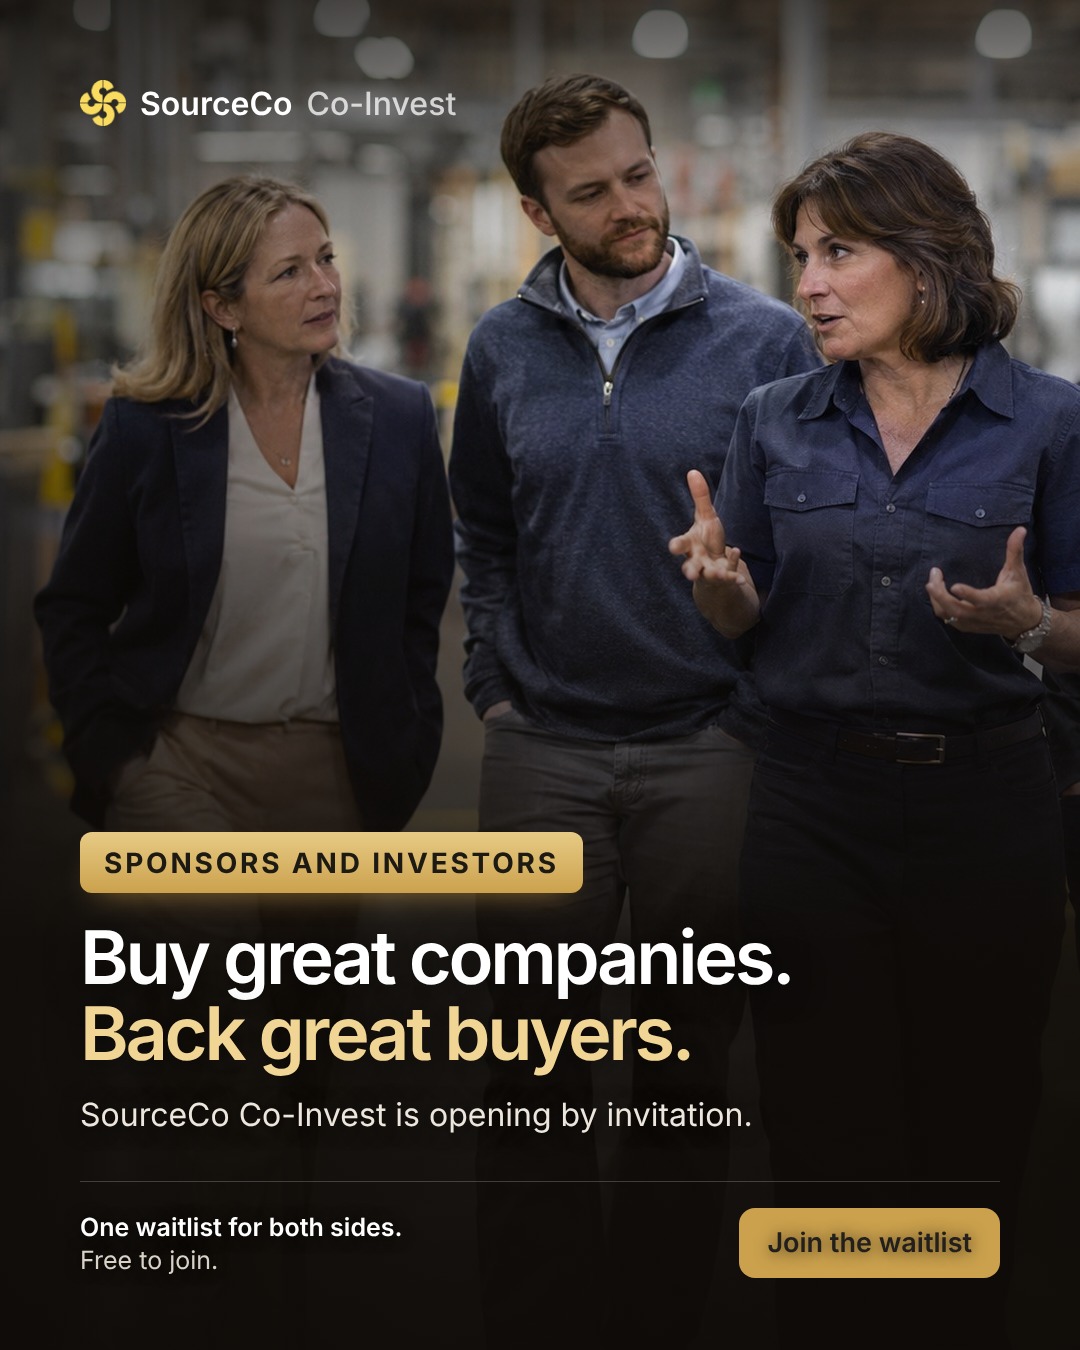 SourceCo Co-Invest
SPONSORS AND INVESTORS
Buy great companies.
Back great buyers.
SourceCo Co-Invest is opening by invitation.
One waitlist for both sides.
Free to join.
Join the waitlist